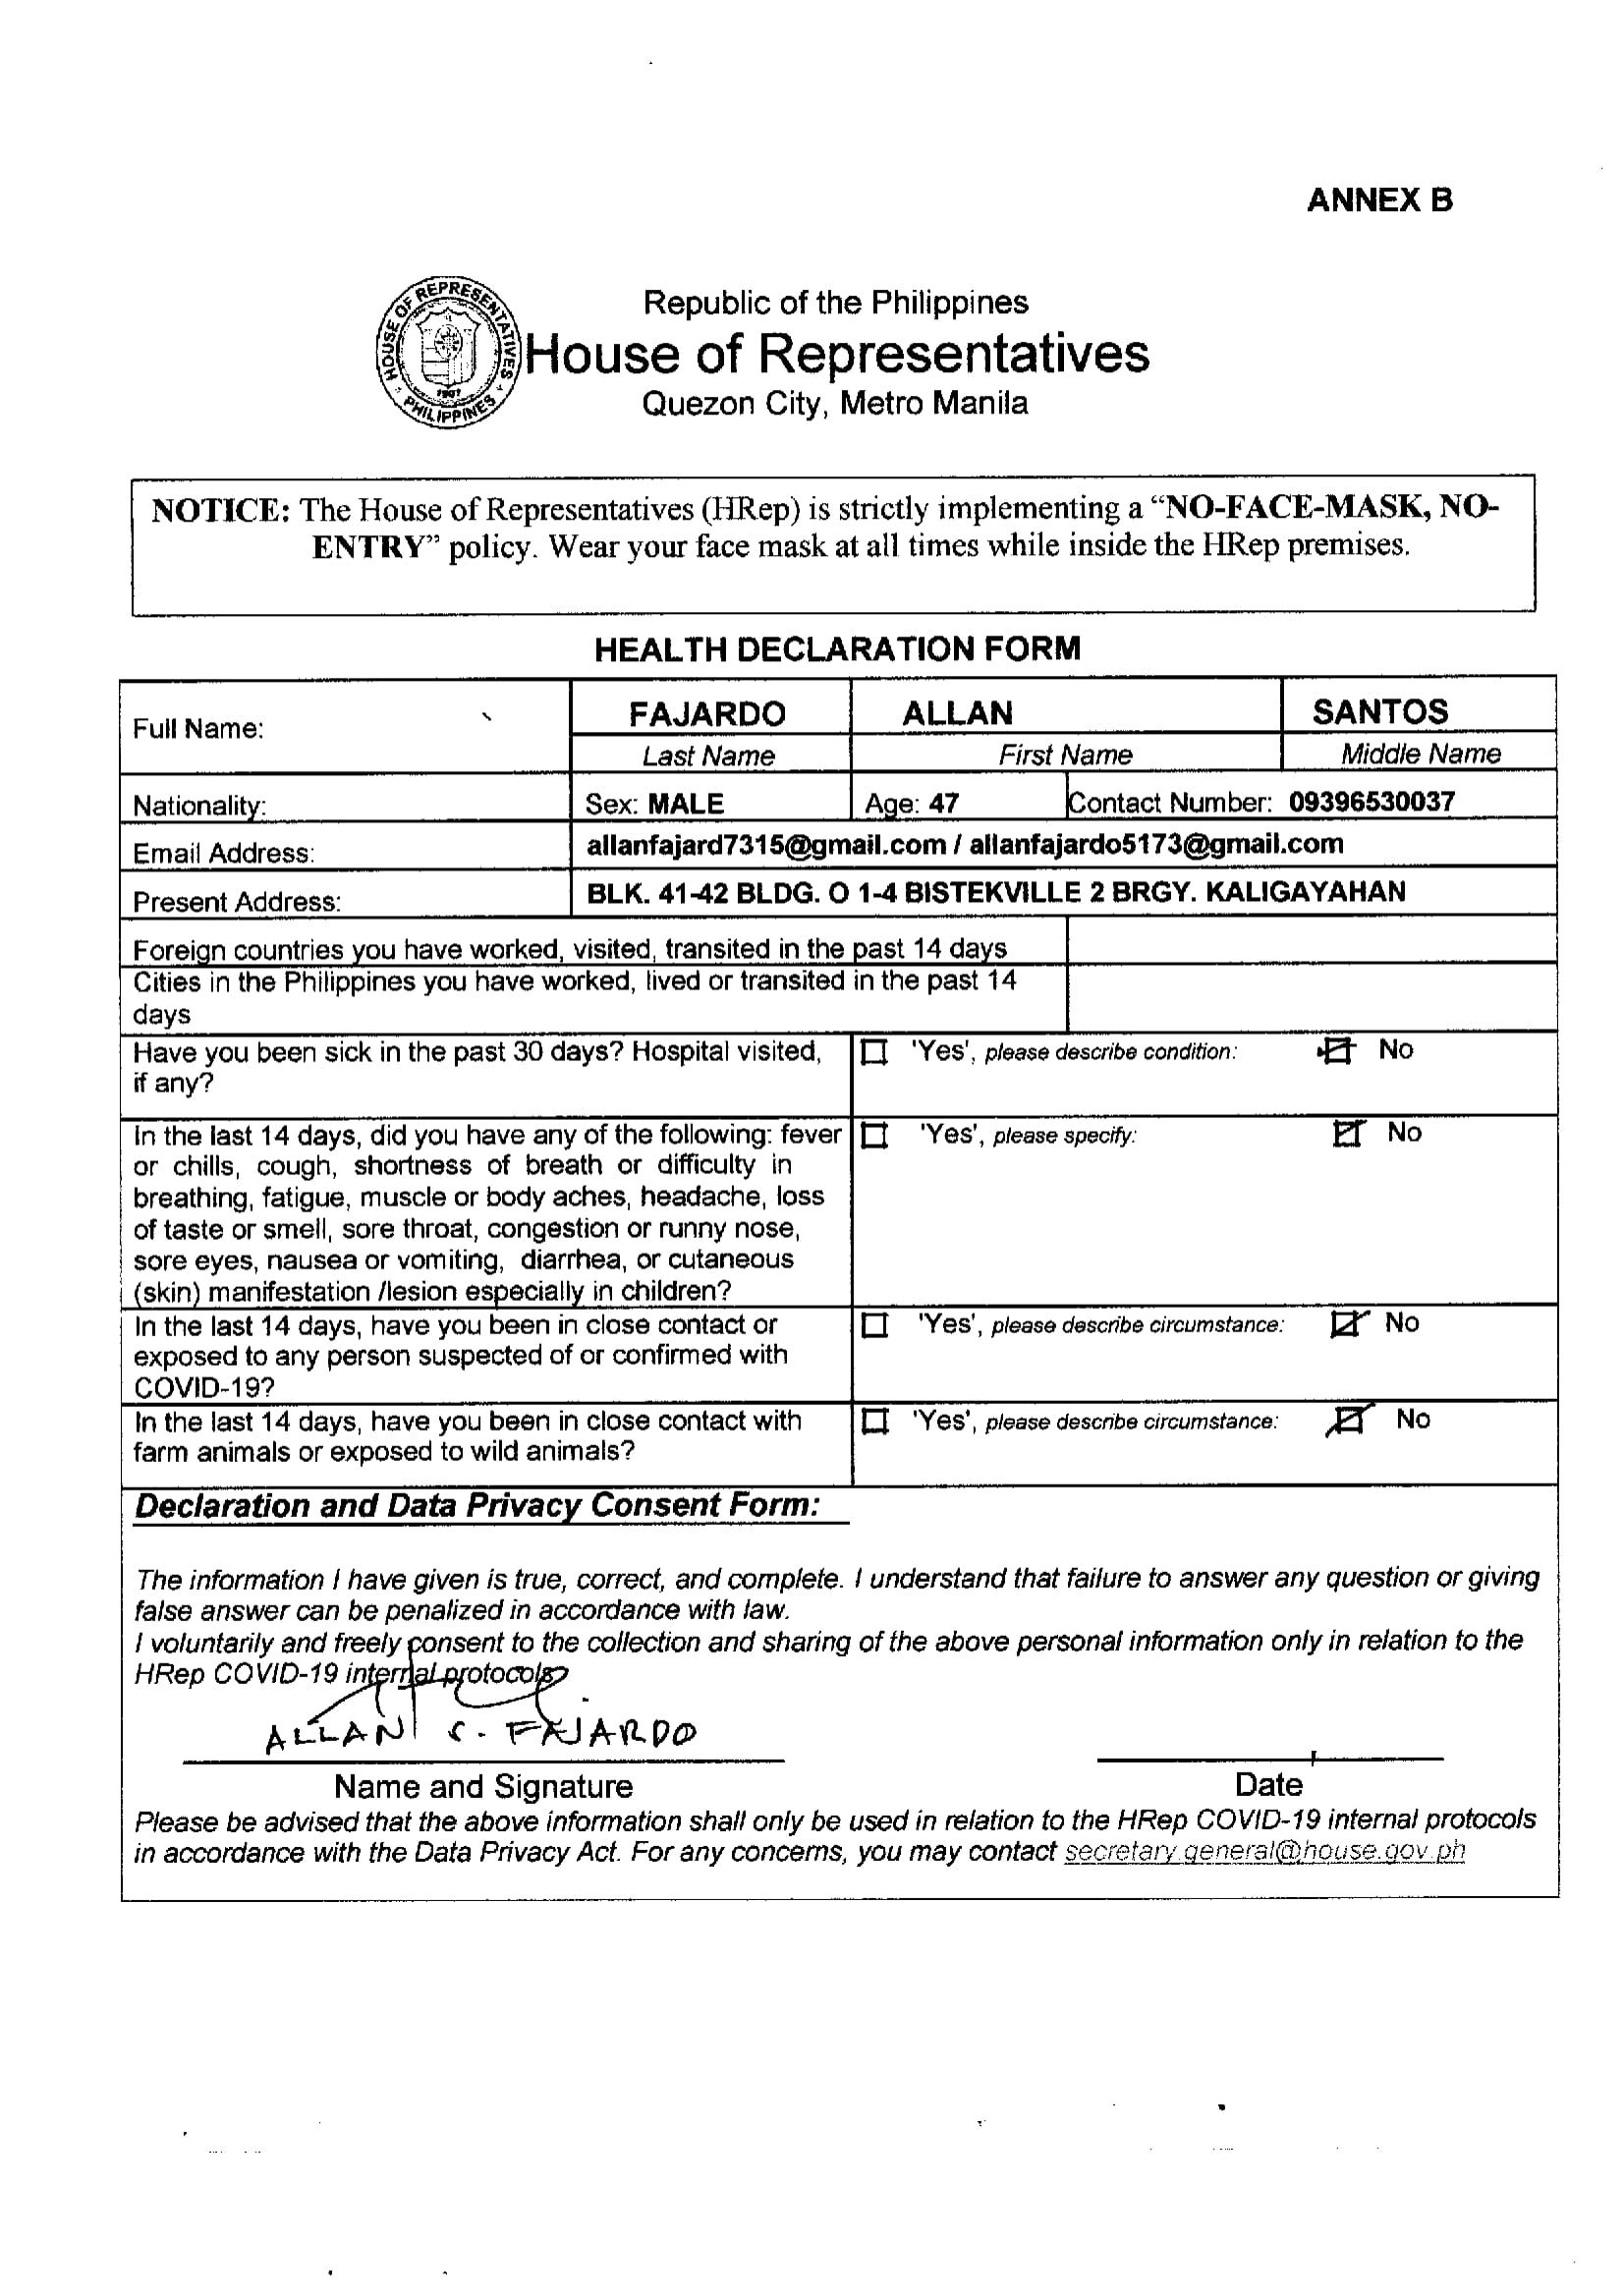 ANNEX B
HOUSE OF REPRESENTATIVES
PHILIPPINES
1907
Republic of the Philippines
House of Representatives
Quezon City, Metro Manila
NOTICE: The House of Representatives (HRep) is strictly implementing a “NO-FACE-MASK, NO-
ENTRY” policy. Wear your face mask at all times while inside the HRep premises.
HEALTH DECLARATION FORM
Full Name: FAJARDO ALLAN SANTOS
Last Name First Name Middle Name
Nationality: Sex: MALE Age: 47 Contact Number: 09396530037
Email Address: allanfajard7315@gmail.com / allanfajardo5173@gmail.com
Present Address: BLK. 41-42 BLDG. O 1-4 BISTEKVILLE 2 BRGY. KALIGAYAHAN
Foreign countries you have worked, visited, transited in the past 14 days
Cities in the Philippines you have worked, lived or transited in the past 14
days
Have you been sick in the past 30 days? Hospital visited, 'Yes', please describe condition: No
if any?
In the last 14 days, did you have any of the following: fever 'Yes', please specify: No
or chills, cough, shortness of breath or difficulty in
breathing, fatigue, muscle or body aches, headache, loss
of taste or smell, sore throat, congestion or runny nose,
sore eyes, nausea or vomiting, diarrhea, or cutaneous
(skin) manifestation /lesion especially in children?
In the last 14 days, have you been in close contact or 'Yes', please describe circumstance: No
exposed to any person suspected of or confirmed with
COVID-19?
In the last 14 days, have you been in close contact with 'Yes', please describe circumstance: No
farm animals or exposed to wild animals?
Declaration and Data Privacy Consent Form:
The information I have given is true, correct, and complete. I understand that failure to answer any question or giving
false answer can be penalized in accordance with law.
I voluntarily and freely consent to the collection and sharing of the above personal information only in relation to the
HRep COVID-19 internal protocols
ALLAN S. FAJARDO
Name and Signature Date
Please be advised that the above information shall only be used in relation to the HRep COVID-19 internal protocols
in accordance with the Data Privacy Act. For any concerns, you may contact secretary.general@house.gov.ph